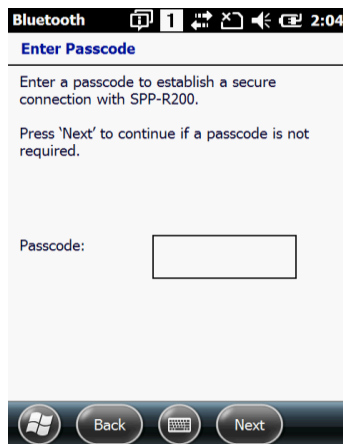 Bluetooth 1 2:04
Enter Passcode
Enter a passcode to establish a secure
connection with SPP-R200.
Press ‘Next’ to continue if a passcode is not
required.
Passcode:
Back Next